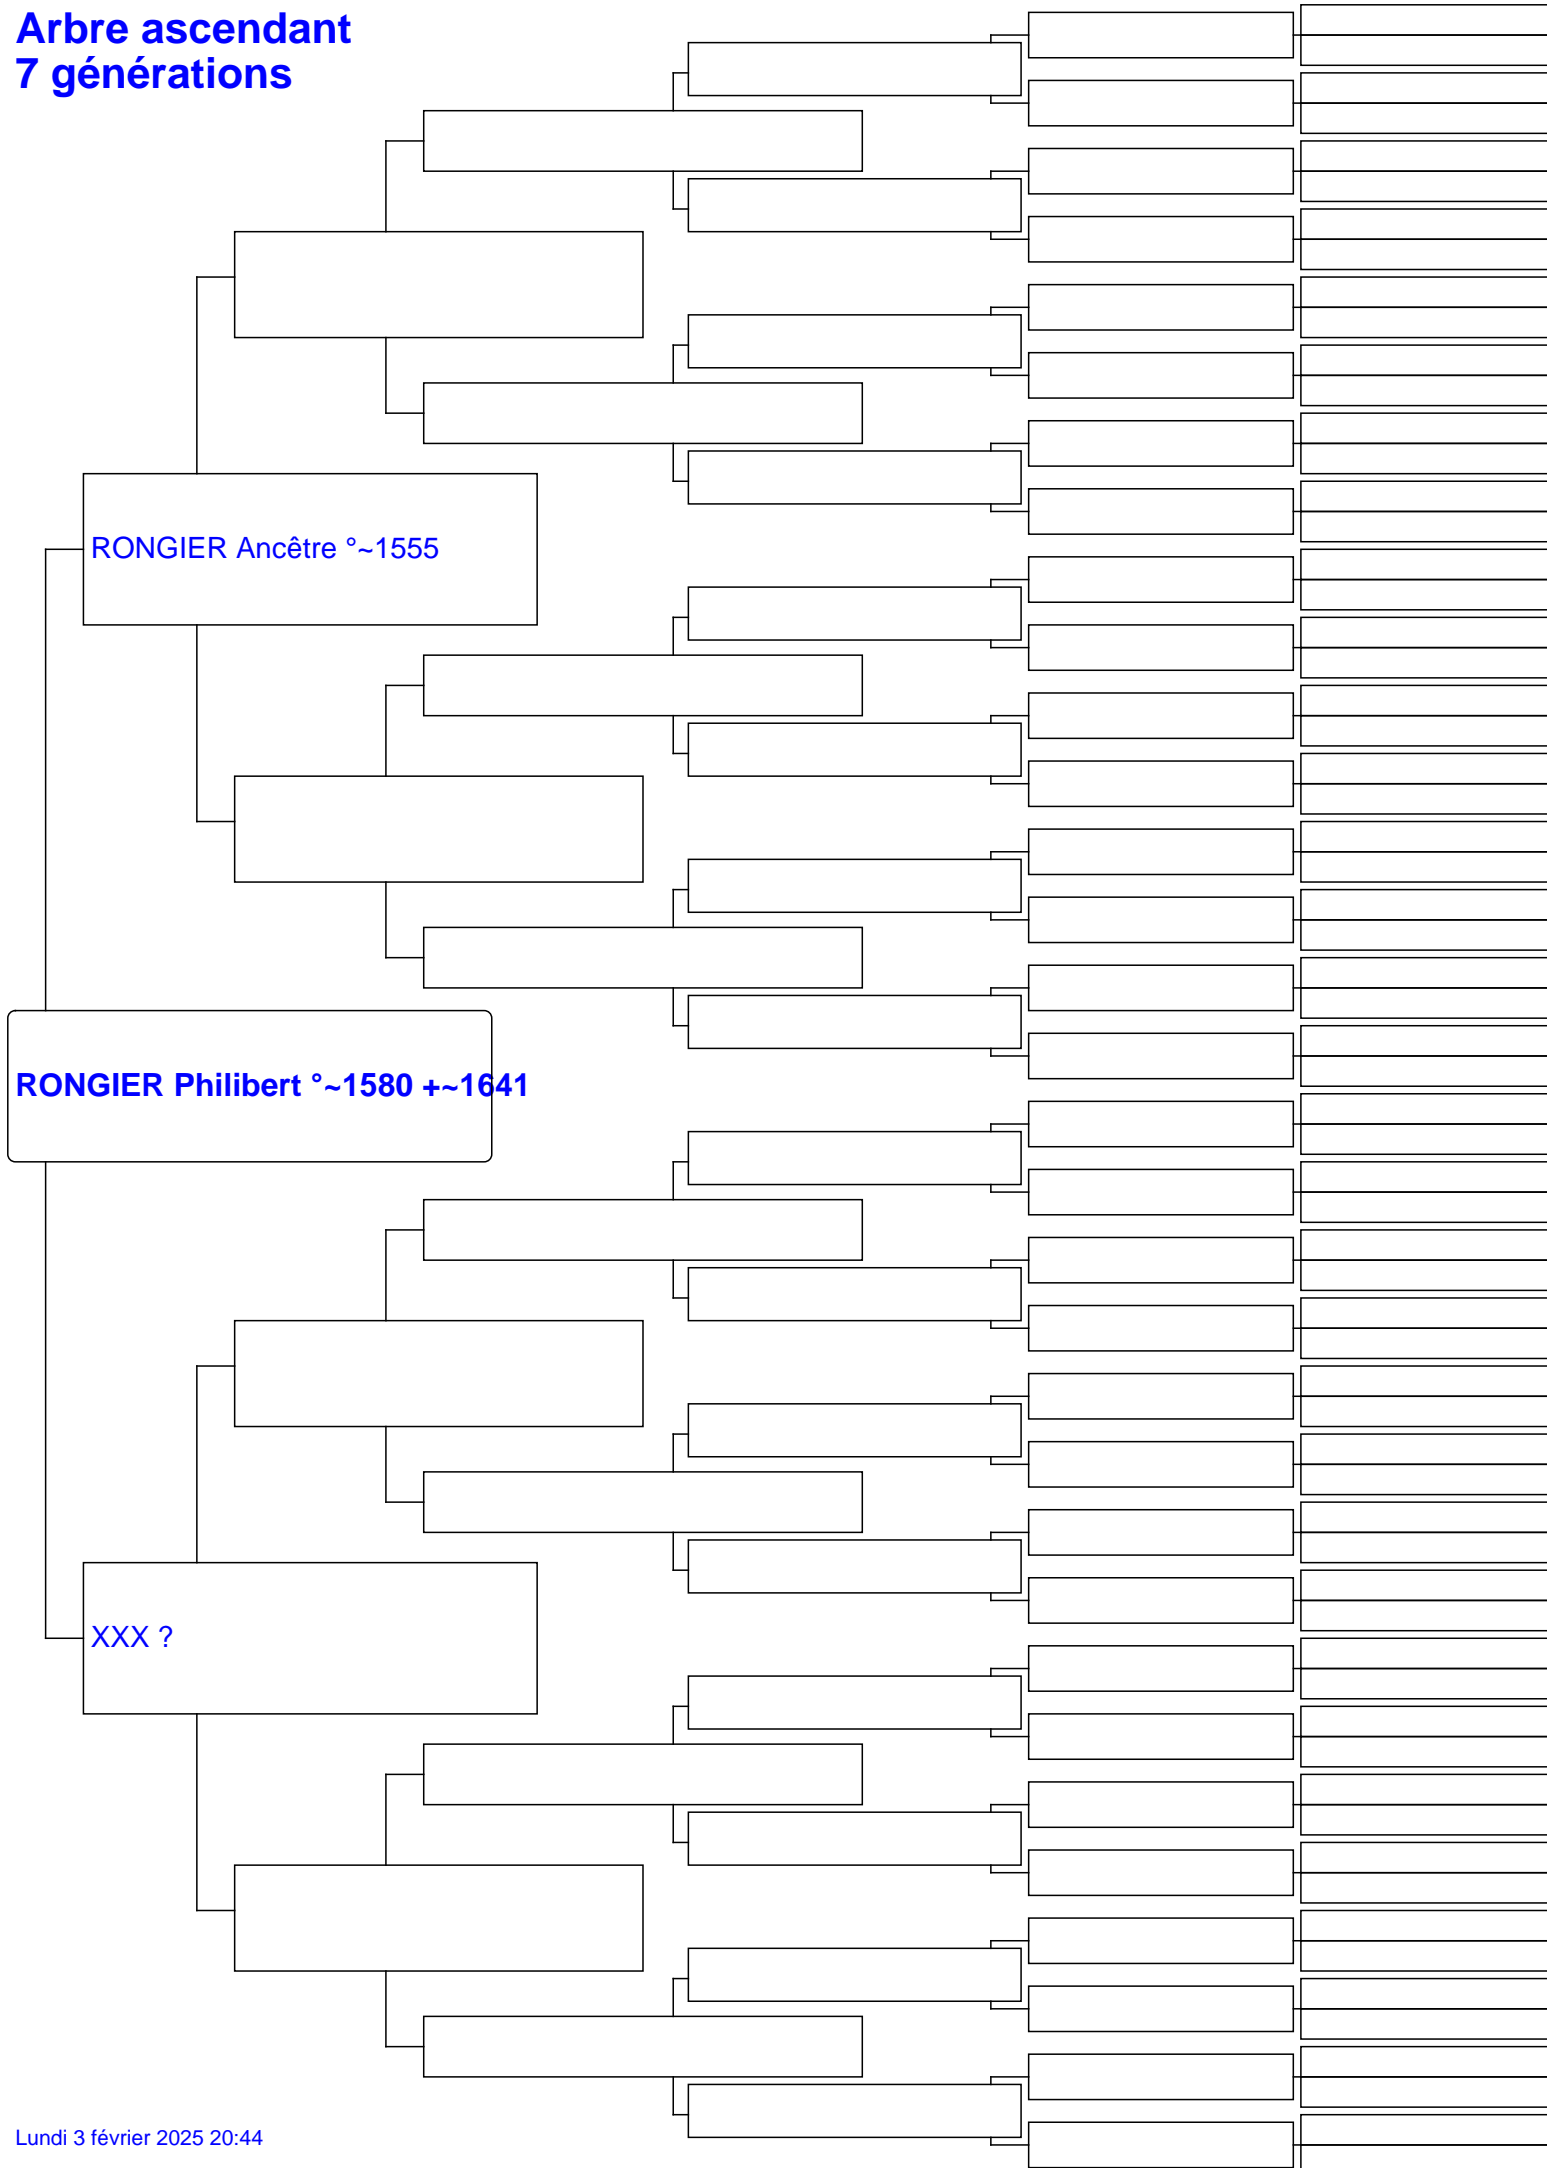 Arbre ascendant
7 générations
RONGIER Ancêtre °~1555
RONGIER Philibert °~1580 +~1641
XXX ?
Lundi 3 février 2025 20:44